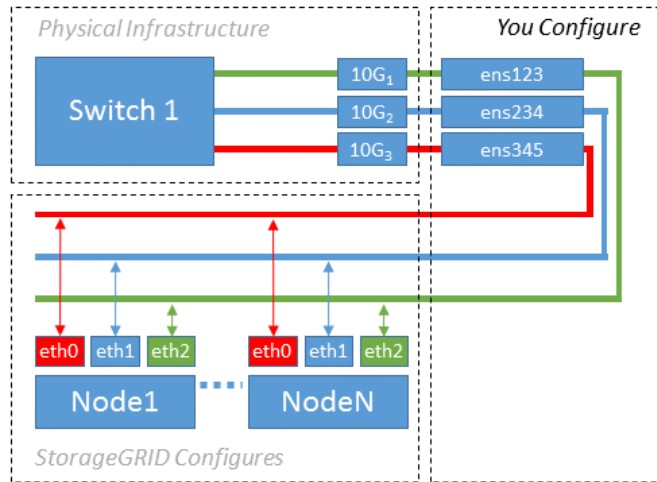 Physical Infrastructure
You Configure
Switch 1
10G1
ens123
10G2
ens234
10G3
ens345
eth0
eth1
eth2
eth0
eth1
eth2
Node1
NodeN
StorageGRID Configures